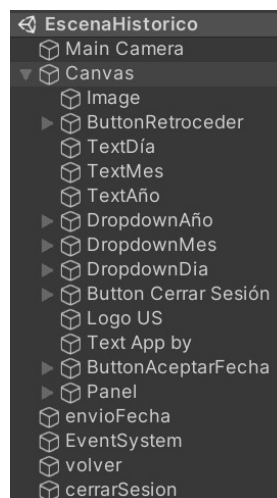 EscenaHistorico
Main Camera
Canvas
Image
ButtonRetroceder
TextDía
TextMes
TextAño
DropdownAño
DropdownMes
DropdownDia
Button Cerrar Sesión
Logo US
Text App by
ButtonAceptarFecha
Panel
envioFecha
EventSystem
volver
cerrarSesion